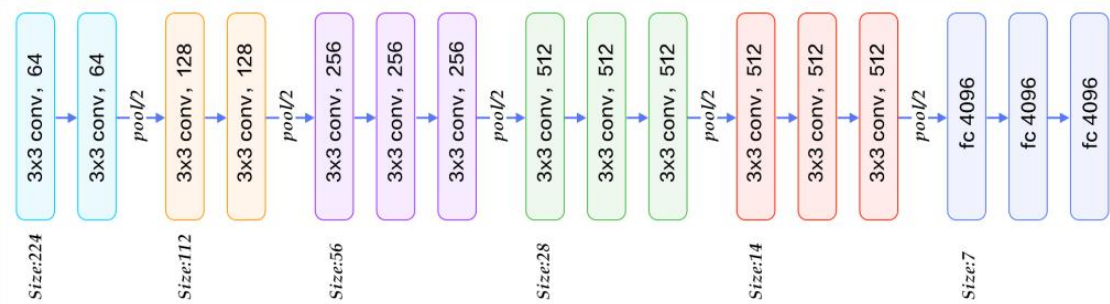 3x3 conv, 64
3x3 conv, 64
pool/2
3x3 conv, 128
3x3 conv, 128
pool/2
3x3 conv, 256
3x3 conv, 256
3x3 conv, 256
pool/2
3x3 conv, 512
3x3 conv, 512
3x3 conv, 512
pool/2
3x3 conv, 512
3x3 conv, 512
3x3 conv, 512
pool/2
fc 4096
fc 4096
fc 4096
Size:224
Size:112
Size:56
Size:28
Size:14
Size:7